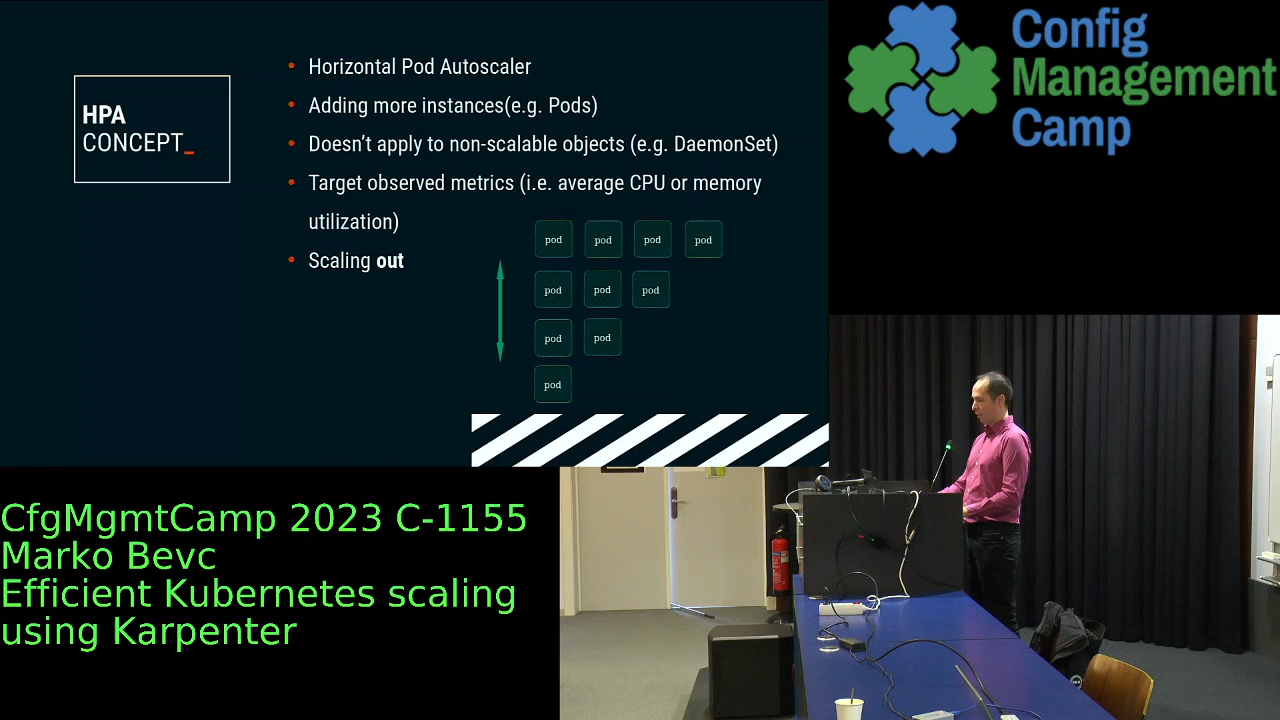 HPA
CONCEPT_
• Horizontal Pod Autoscaler
• Adding more instances(e.g. Pods)
• Doesn’t apply to non-scalable objects (e.g. DaemonSet)
• Target observed metrics (i.e. average CPU or memory
utilization)
• Scaling out
pod pod pod pod
pod pod pod
pod pod
pod
Config
Management
Camp
CfgMgmtCamp 2023 C-1155
Marko Bevc
Efficient Kubernetes scaling
using Karpenter